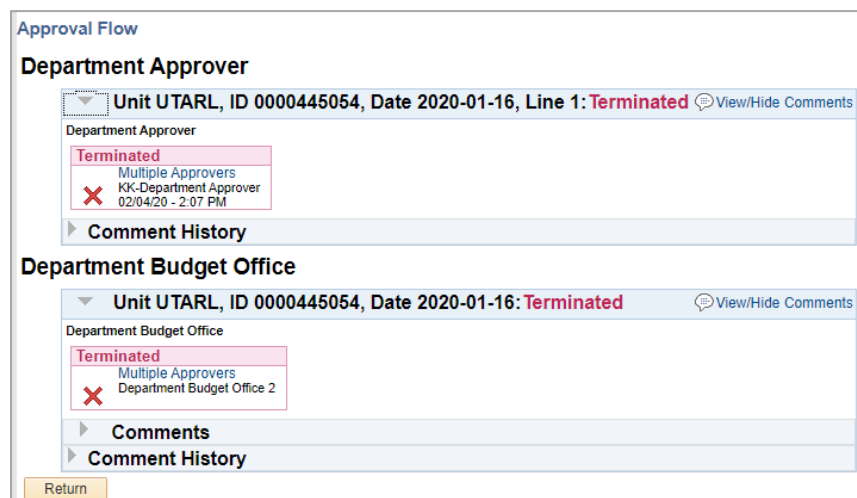 Approval Flow
Department Approver
Unit UTARL, ID 0000445054, Date 2020-01-16, Line 1:Terminated View/Hide Comments
Department Approver
Terminated
Multiple Approvers
KK-Department Approver
02/04/20 - 2:07 PM
Comment History
Department Budget Office
Unit UTARL, ID 0000445054, Date 2020-01-16:Terminated View/Hide Comments
Department Budget Office
Terminated
Multiple Approvers
Department Budget Office 2
Comments
Comment History
Return